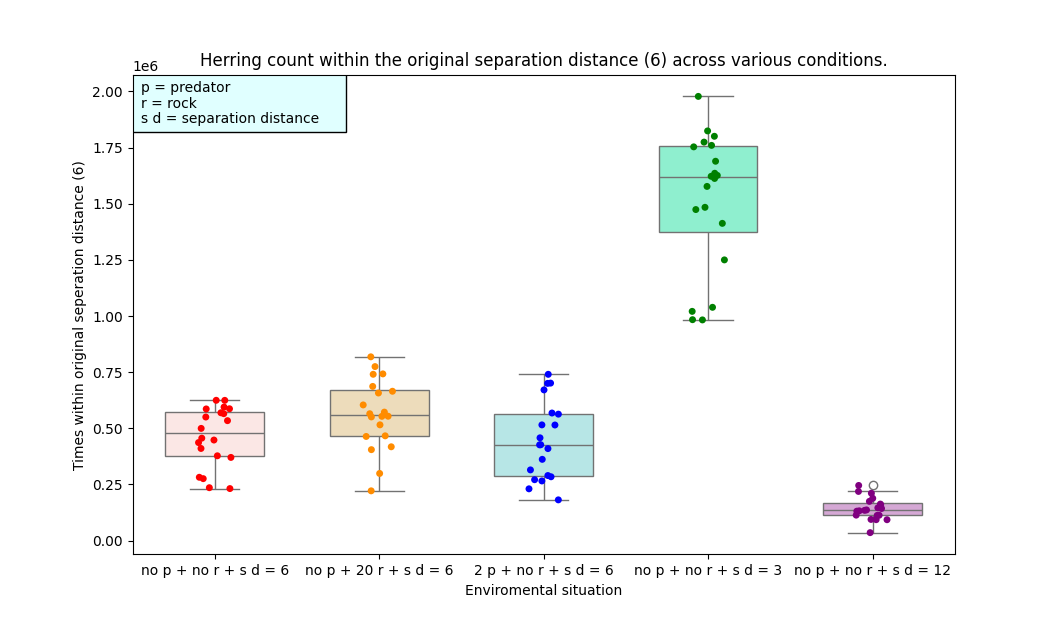 Herring count within the original separation distance (6) across various conditions.
1e6
p = predator
r = rock
s d = separation distance
2.00
1.75
1.50
1.25
1.00
0.75
0.50
0.25
0.00
Times within original seperation distance (6)
no p + no r + s d = 6
no p + 20 r + s d = 6
2 p + no r + s d = 6
no p + no r + s d = 3
no p + no r + s d = 12
Enviromental situation